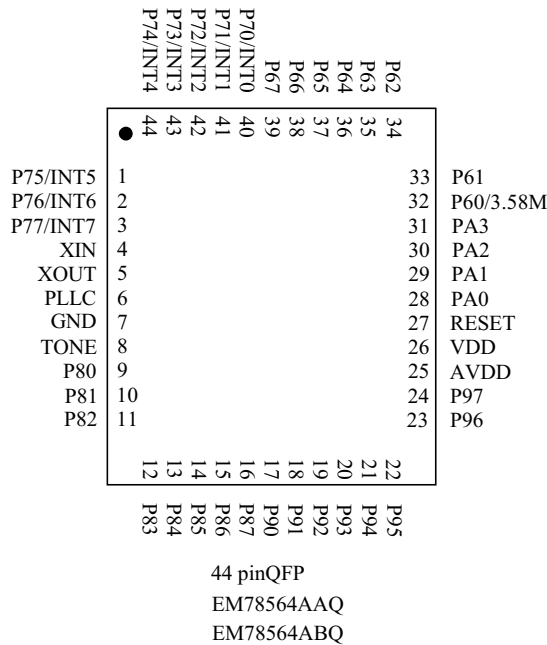 P74/INT4
P73/INT3
P72/INT2
P71/INT1
P70/INT0
P67
P66
P65
P64
P63
P62
44
43
42
41
40
39
38
37
36
35
34
P75/INT5 1
P76/INT6 2
P77/INT7 3
XIN 4
XOUT 5
PLLC 6
GND 7
TONE 8
P80 9
P81 10
P82 11
33 P61
32 P60/3.58M
31 PA3
30 PA2
29 PA1
28 PA0
27 RESET
26 VDD
25 AVDD
24 P97
23 P96
12
13
14
15
16
17
18
19
20
21
22
P83
P84
P85
P86
P87
P90
P91
P92
P93
P94
P95
44 pinQFP
EM78564AAQ
EM78564ABQ